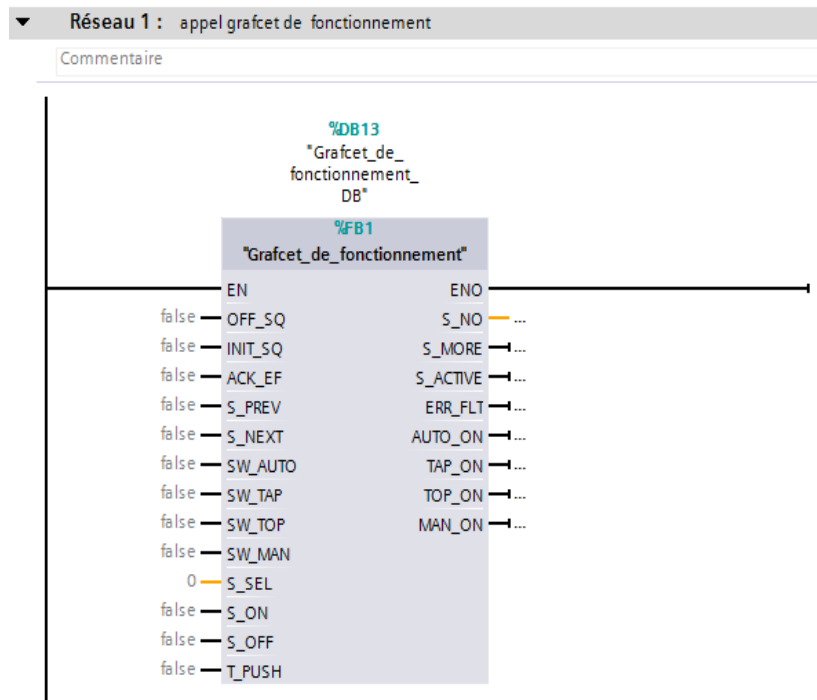 Réseau 1 : appel grafcet de fonctionnement
Commentaire
%DB13
"Grafcet_de_
fonctionnement_
DB"
%FB1
"Grafcet_de_fonctionnement"
EN ENO
false OFF_SQ S_NO ...
false INIT_SQ S_MORE ...
false ACK_EF S_ACTIVE ...
false S_PREV ERR_FLT ...
false S_NEXT AUTO_ON ...
false SW_AUTO TAP_ON ...
false SW_TAP TOP_ON ...
false SW_TOP MAN_ON ...
false SW_MAN
0 S_SEL
false S_ON
false S_OFF
false T_PUSH